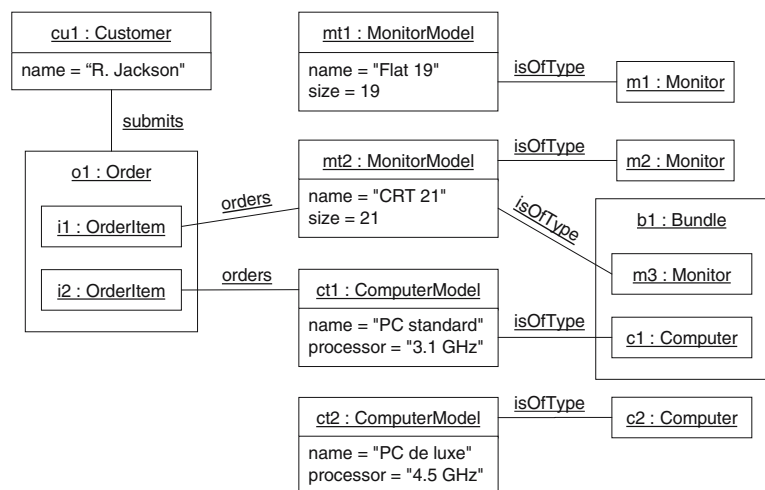 cu1 : Customer
name = “R. Jackson"
submits
o1 : Order
i1 : OrderItem
i2 : OrderItem
orders
orders
mt1 : MonitorModel
name = "Flat 19"
size = 19
isOfType
m1 : Monitor
mt2 : MonitorModel
name = "CRT 21"
size = 21
isOfType
m2 : Monitor
isOfType
b1 : Bundle
m3 : Monitor
ct1 : ComputerModel
name = "PC standard"
processor = "3.1 GHz"
isOfType
c1 : Computer
ct2 : ComputerModel
name = "PC de luxe"
processor = "4.5 GHz"
isOfType
c2 : Computer